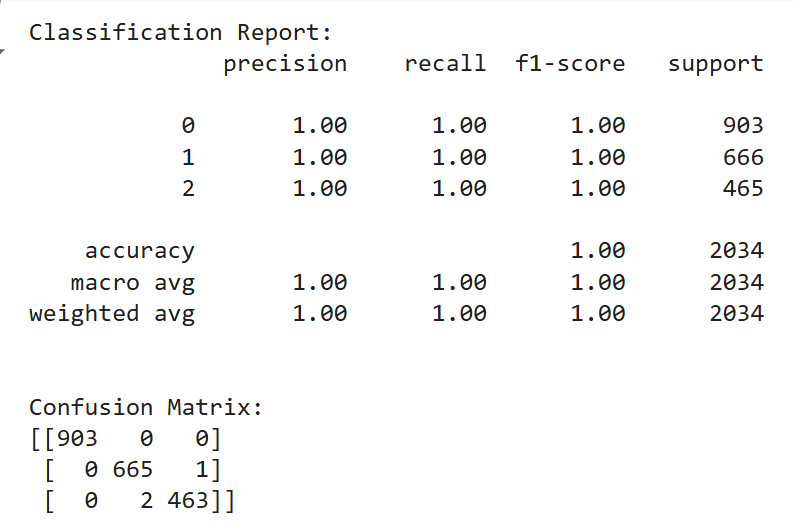 Classification Report:
precision recall f1-score support
0 1.00 1.00 1.00 903
1 1.00 1.00 1.00 666
2 1.00 1.00 1.00 465
accuracy 1.00 2034
macro avg 1.00 1.00 1.00 2034
weighted avg 1.00 1.00 1.00 2034
Confusion Matrix:
[[903 0 0]
[ 0 665 1]
[ 0 2 463]]